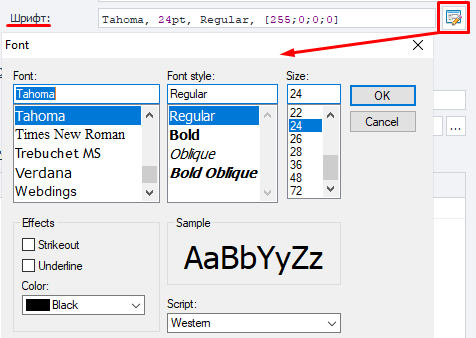 Шрифт:
Tahoma, 24pt, Regular, [255;0;0;0]
Font
Font:
Tahoma
Tahoma
Times New Roman
Trebuchet MS
Verdana
Webdings
Font style:
Regular
Regular
Bold
Oblique
Bold Oblique
Size:
24
22
24
26
28
36
48
72
OK
Cancel
...
Effects
Strikeout
Underline
Color:
Black
Sample
AaBbYyZz
Script:
Western